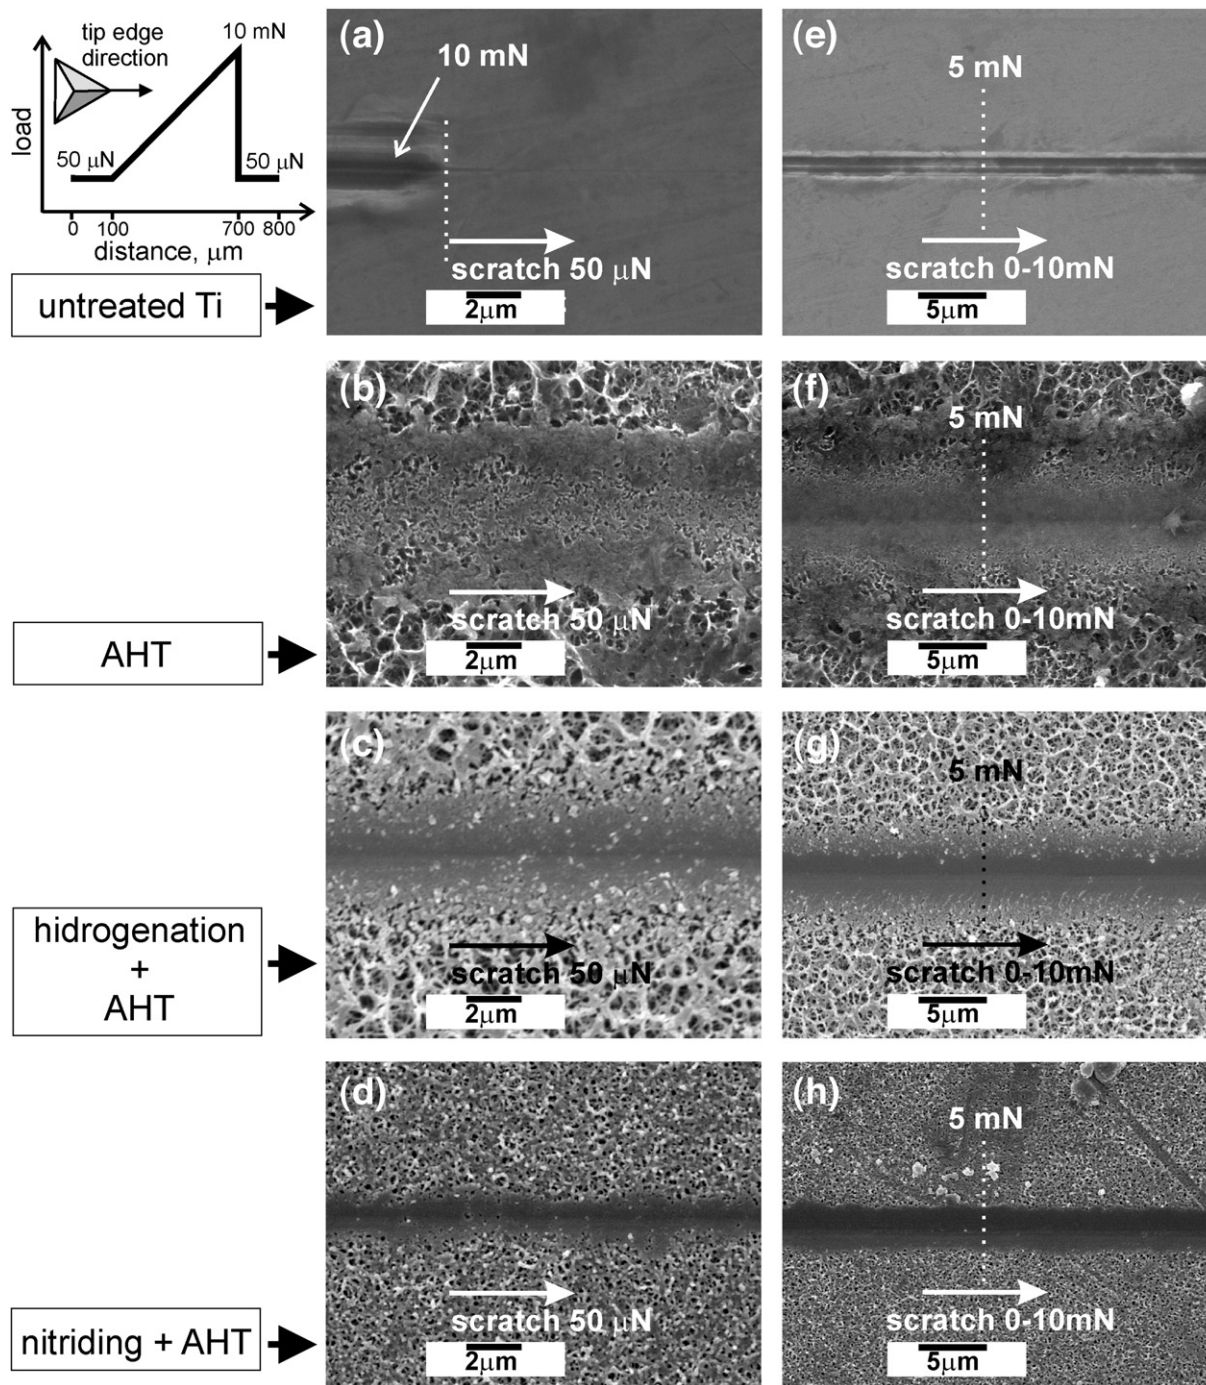 tip edge
direction
10 mN
load
50 μN
50 μN
0 100 700 800
distance, μm
untreated Ti
(a)
10 mN
scratch 50 μN
2μm
(e)
5 mN
scratch 0-10mN
5μm
AHT
(b)
scratch 50 μN
2μm
(f)
5 mN
scratch 0-10mN
5μm
hidrogenation
+
AHT
(c)
scratch 50 μN
2μm
(g)
5 mN
scratch 0-10mN
5μm
nitriding + AHT
(d)
scratch 50 μN
2μm
(h)
5 mN
scratch 0-10mN
5μm